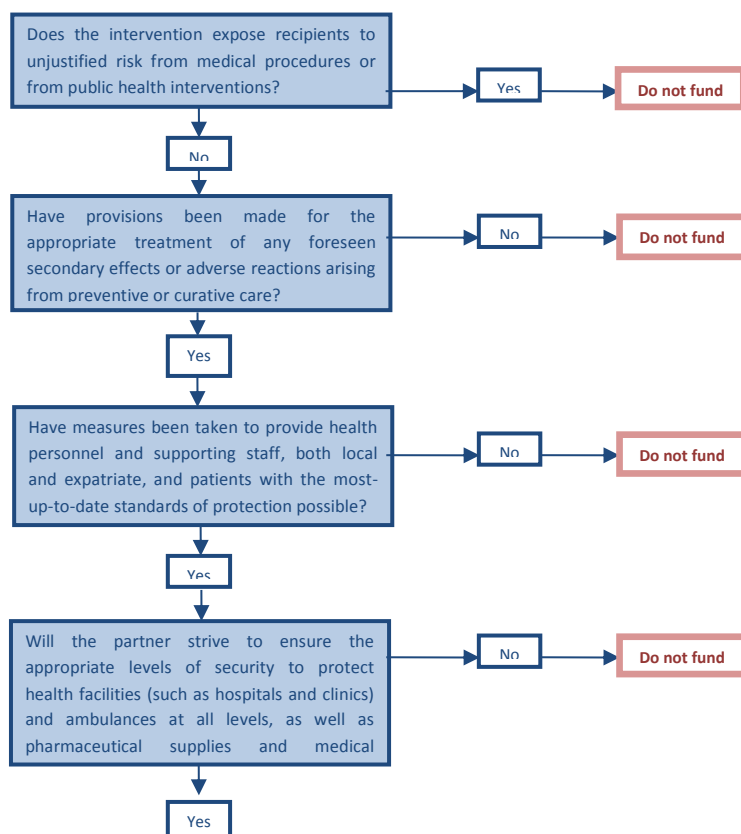 Does the intervention expose recipients to
unjustified risk from medical procedures or
from public health interventions?
Yes
Do not fund
No
Have provisions been made for the
appropriate treatment of any foreseen
secondary effects or adverse reactions arising
from preventive or curative care?
No
Do not fund
Yes
Have measures been taken to provide health
personnel and supporting staff, both local
and expatriate, and patients with the most-
up-to-date standards of protection possible?
No
Do not fund
Yes
Will the partner strive to ensure the
appropriate levels of security to protect
health facilities (such as hospitals and clinics)
and ambulances at all levels, as well as
pharmaceutical supplies and medical
No
Do not fund
Yes